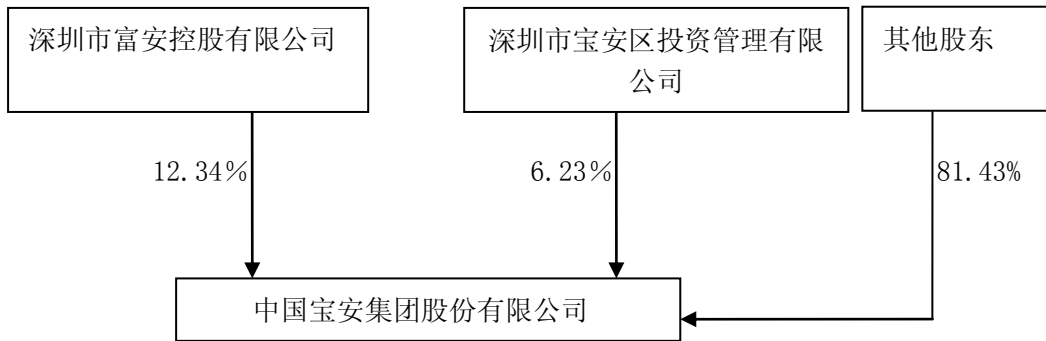 深圳市富安控股有限公司
深圳市宝安区投资管理有限
公司
其他股东
12.34%
6.23%
81.43%
中国宝安集团股份有限公司